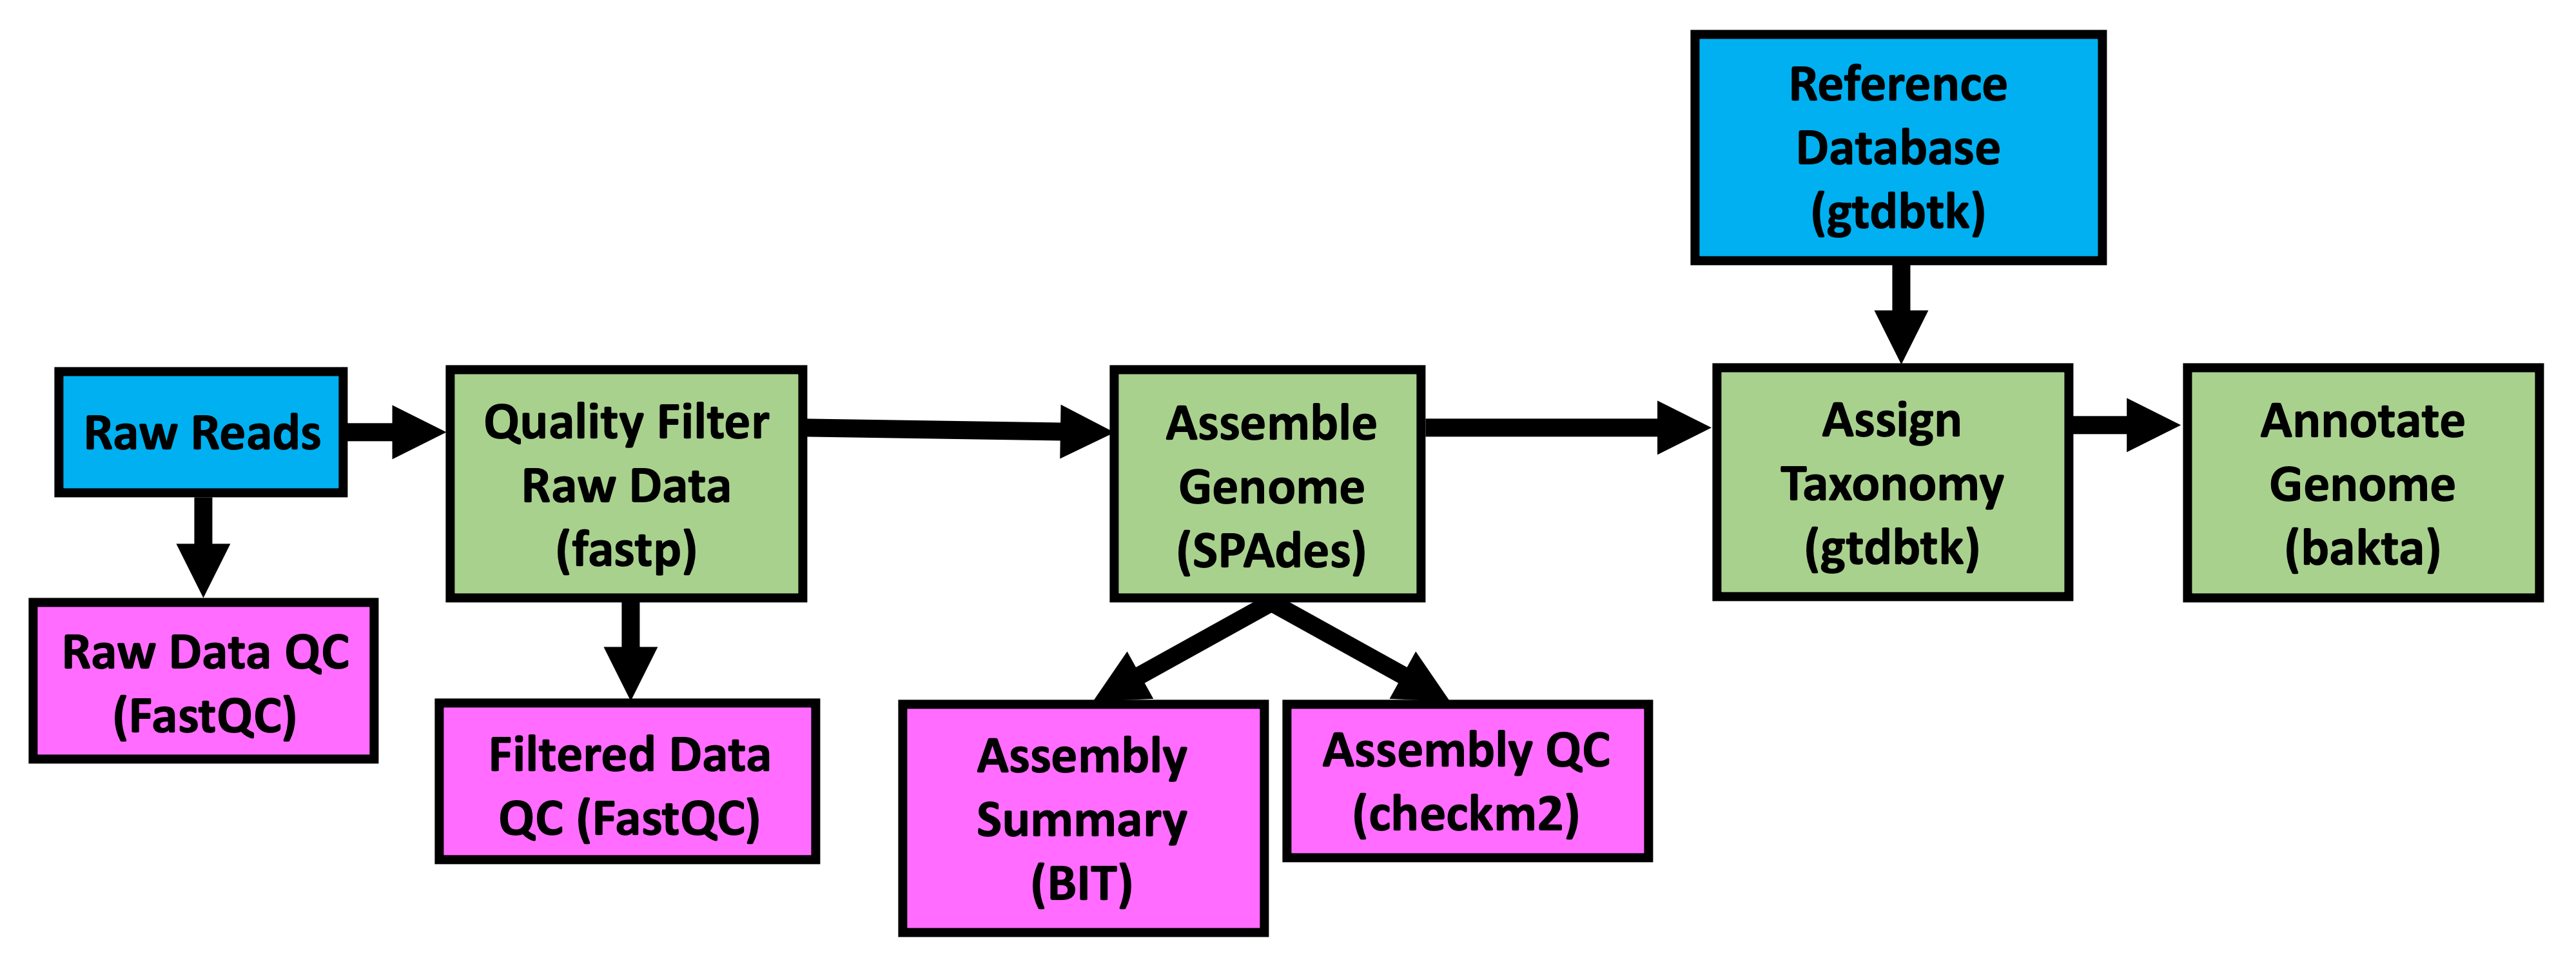 Reference
Database
(gtdbtk)
Raw Reads
Quality Filter
Raw Data
(fastp)
Assemble
Genome
(SPAdes)
Assign
Taxonomy
(gtdbtk)
Annotate
Genome
(bakta)
Raw Data QC
(FastQC)
Filtered Data
QC (FastQC)
Assembly
Summary
(BIT)
Assembly QC
(checkm2)